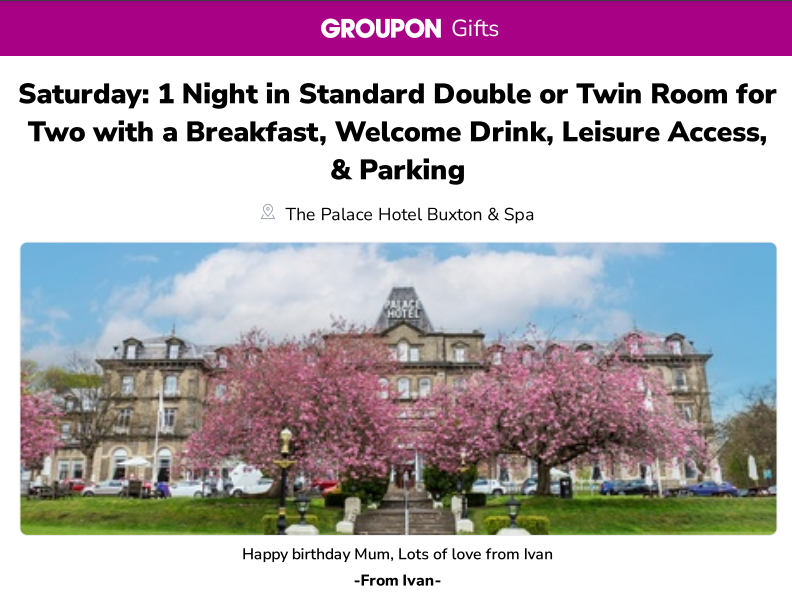 GROUPON Gifts
Saturday: 1 Night in Standard Double or Twin Room for
Two with a Breakfast, Welcome Drink, Leisure Access,
& Parking
The Palace Hotel Buxton & Spa
PALACE
HOTEL
Happy birthday Mum, Lots of love from Ivan
-From Ivan-